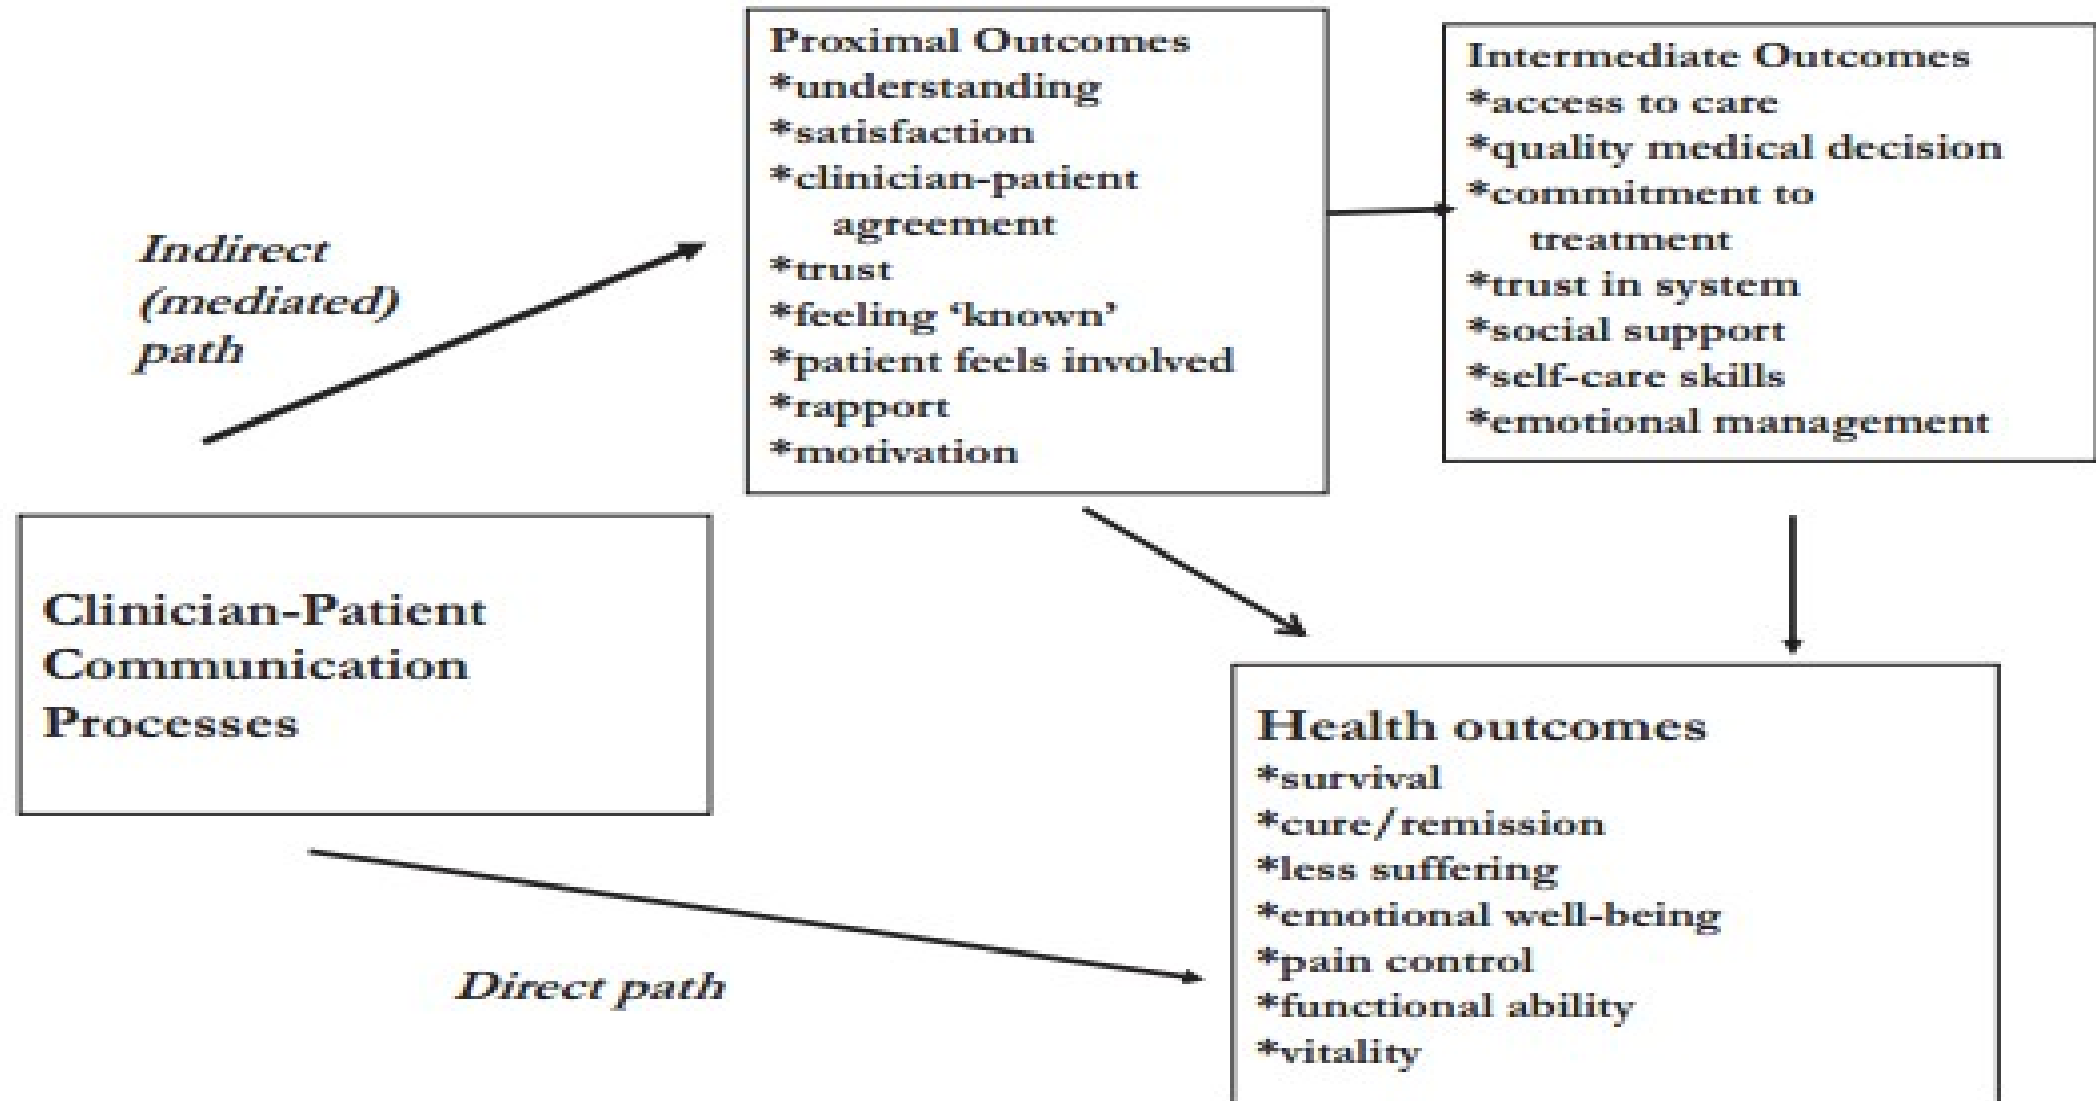 Proximal Outcomes
*understanding
*satisfaction
*clinician-patient
agreement
*trust
*feeling ‘known’
*patient feels involved
*rapport
*motivation
Intermediate Outcomes
*access to care
*quality medical decision
*commitment to
treatment
*trust in system
*social support
*self-care skills
*emotional management
Indirect
(mediated)
path
Clinician-Patient
Communication
Processes
Direct path
Health outcomes
*survival
*cure/remission
*less suffering
*emotional well-being
*pain control
*functional ability
*vitality